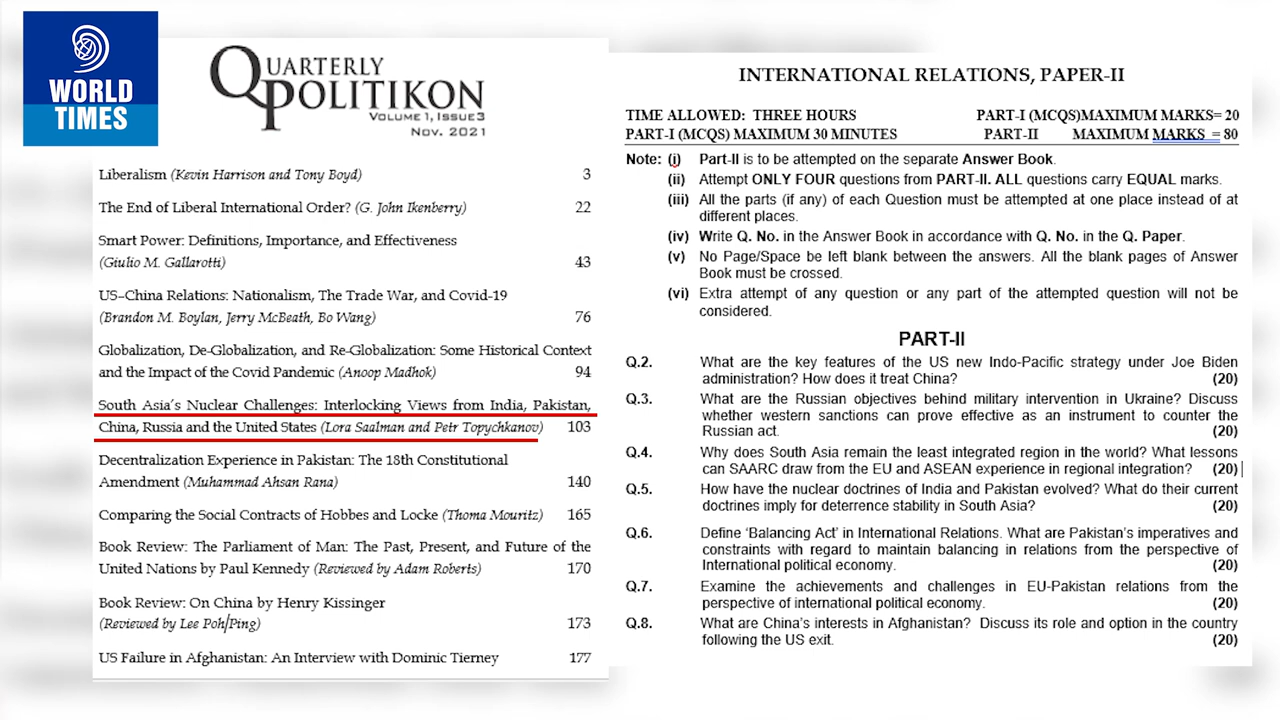 WORLD
TIMES
QUARTERLY
POLITIKON
VOLUME 1, ISSUE3
NOV. 2021
Liberalism (Kevin Harrison and Tony Boyd) 3
The End of Liberal International Order? (G. John Ikenberry) 22
Smart Power: Definitions, Importance, and Effectiveness
(Giulio M. Gallarotti) 43
US–China Relations: Nationalism, The Trade War, and Covid-19
(Brandon M. Boylan, Jerry McBeath, Bo Wang) 76
Globalization, De-Globalization, and Re-Globalization: Some Historical Context
and the Impact of the Covid Pandemic (Anoop Madhok) 94
South Asia's Nuclear Challenges: Interlocking Views from India, Pakistan,
China, Russia and the United States (Lora Saalman and Petr Topychkanov) 103
Decentralization Experience in Pakistan: The 18th Constitutional
Amendment (Muhammad Ahsan Rana) 140
Comparing the Social Contracts of Hobbes and Locke (Thoma Mouritz) 165
Book Review: The Parliament of Man: The Past, Present, and Future of the
United Nations by Paul Kennedy (Reviewed by Adam Roberts) 170
Book Review: On China by Henry Kissinger
(Reviewed by Lee Poh Ping) 173
US Failure in Afghanistan: An Interview with Dominic Tierney 177
INTERNATIONAL RELATIONS, PAPER-II
TIME ALLOWED: THREE HOURS PART-I (MCQS)MAXIMUM MARKS= 20
PART-I (MCQS) MAXIMUM 30 MINUTES PART-II MAXIMUM MARKS = 80
Note: (i) Part-II is to be attempted on the separate Answer Book.
(ii) Attempt ONLY FOUR questions from PART-II. ALL questions carry EQUAL marks.
(iii) All the parts (if any) of each Question must be attempted at one place instead of at
different places.
(iv) Write Q. No. in the Answer Book in accordance with Q. No. in the Q. Paper.
(v) No Page/Space be left blank between the answers. All the blank pages of Answer
Book must be crossed.
(vi) Extra attempt of any question or any part of the attempted question will not be
considered.
PART-II
Q.2. What are the key features of the US new Indo-Pacific strategy under Joe Biden
administration? How does it treat China? (20)
Q.3. What are the Russian objectives behind military intervention in Ukraine? Discuss
whether western sanctions can prove effective as an instrument to counter the
Russian act. (20)
Q.4. Why does South Asia remain the least integrated region in the world? What lessons
can SAARC draw from the EU and ASEAN experience in regional integration? (20)
Q.5. How have the nuclear doctrines of India and Pakistan evolved? What do their current
doctrines imply for deterrence stability in South Asia? (20)
Q.6. Define 'Balancing Act' in International Relations. What are Pakistan's imperatives and
constraints with regard to maintain balancing in relations from the perspective of
International political economy. (20)
Q.7. Examine the achievements and challenges in EU-Pakistan relations from the
perspective of international political economy. (20)
Q.8. What are China's interests in Afghanistan? Discuss its role and option in the country
following the US exit. (20)